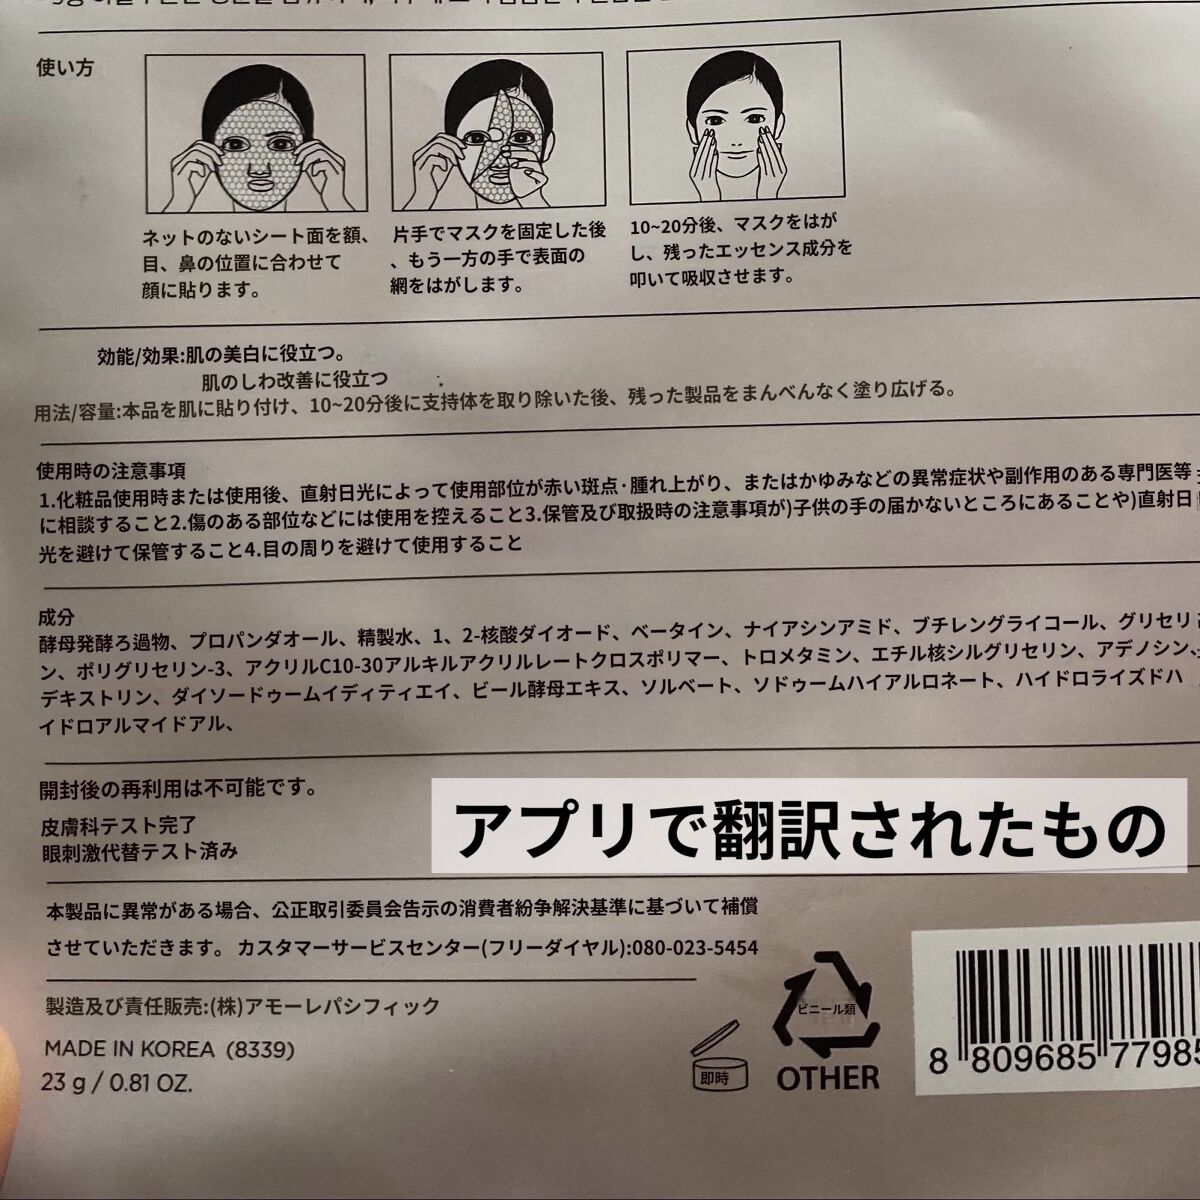 使い方
ネットのないシート面を額、
目、鼻の位置に合わせて
顔に貼ります。
片手でマスクを固定した後
、もう一方の手で表面の
網をはがします。
10~20分後、マスクをはが
し、残ったエッセンス成分を
叩いて吸収させます。
効能/効果:肌の美白に役立つ。
肌のしわ改善に役立つ
用法/容量:本品を肌に貼り付け、10~20分後に支持体を取り除いた後、残った製品をまんべんなく塗り広げる。
使用時の注意事項
1.化粧品使用時または使用後、直射日光によって使用部位が赤い斑点·腫れ上がり、またはかゆみなどの異常症状や副作用のある専門医等
に相談すること2.傷のある部位などには使用を控えること3.保管及び取扱時の注意事項が)子供の手の届かないところにあることや)直射日
光を避けて保管すること4.目の周りを避けて使用すること
成分
酵母発酵ろ過物、プロパンダオール、精製水、1、2-核酸ダイオード、ベータイン、ナイアシンアミド、ブチレングライコール、グリセリ
ン、ポリグリセリン-3、アクリルC10-30アルキルアクリルレートクロスポリマー、トロメタミン、エチル核シルグリセリン、アデノシン、
デキストリン、ダイソードゥームイディティエイ、ビール酵母エキス、ソルベート、ソドゥームハイアルロネート、ハイドロライズドハ
イドロアルマイドアル、
開封後の再利用は不可能です。
皮膚科テスト完了
眼刺激代替テスト済み
アプリで翻訳されたもの
本製品に異常がある場合、公正取引委員会告示の消費者紛争解決基準に基づいて補償
させていただきます。 カスタマーサービスセンター(フリーダイヤル):080-023-5454
製造及び責任販売:(株)アモーレパシフィック
MADE IN KOREA (8339)
23 g / 0.81 OZ.
即時
ビニール類
OTHER
8 809685 77985